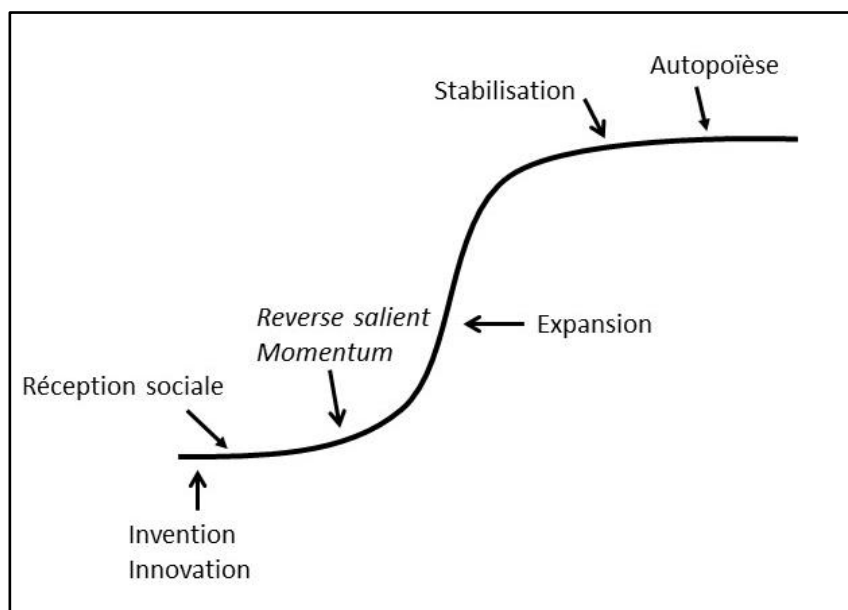 Autopoïèse
Stabilisation
Reverse salient
Momentum
Expansion
Réception sociale
Invention
Innovation